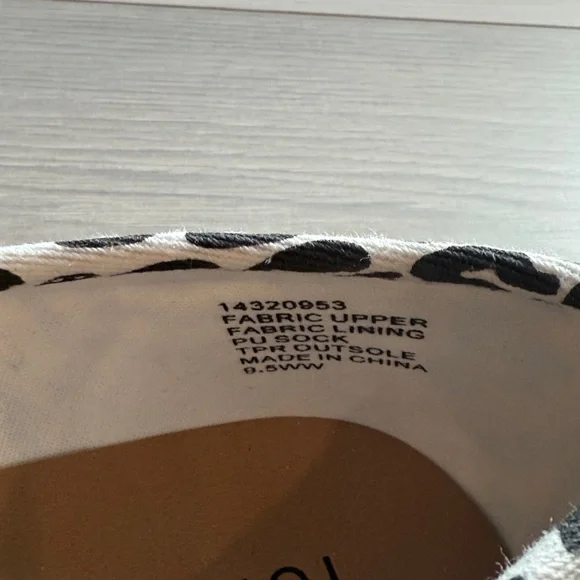 14320953
FABRIC UPPER
FABRIC LINING
PU SOCK
TPR OUTSOLE
MADE IN CHINA
9.5WW